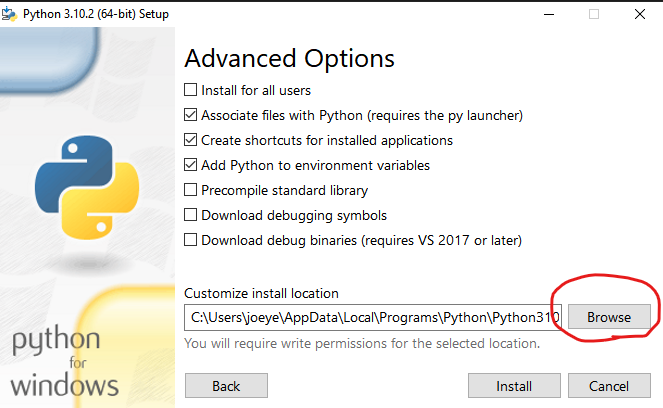 Python 3.10.2 (64-bit) Setup
Advanced Options
Install for all users
Associate files with Python (requires the py launcher)
Create shortcuts for installed applications
Add Python to environment variables
Precompile standard library
Download debugging symbols
Download debug binaries (requires VS 2017 or later)
Customize install location
C:\Users\joeye\AppData\Local\Programs\Python\Python310 Browse
You will require write permissions for the selected location.
python
for
windows
Back Install Cancel